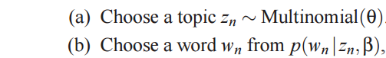 (a) Choose a topic zₙ ∼ Multinomial(θ).
(b) Choose a word wₙ from p(wₙ|zₙ,β),